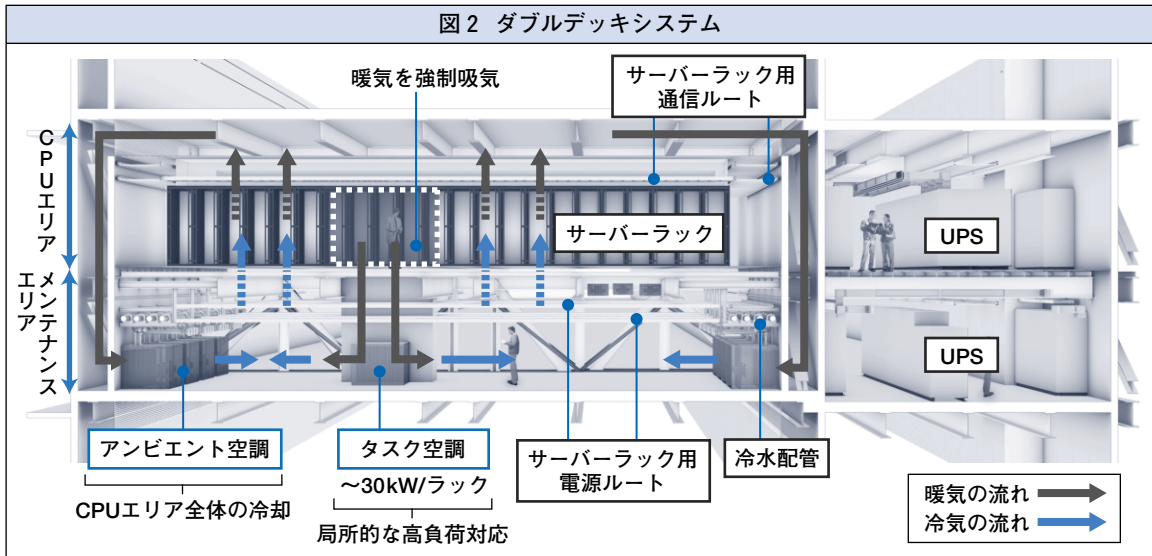 図2 ダブルデッキシステム
暖気を強制吸気
サーバーラック用
通信ルート
CPUエリア
サーバーラック
UPS
メンテナンス
エリア
UPS
アンビエント空調
タスク空調
サーバーラック用
電源ルート
冷水配管
CPUエリア全体の冷却
～30kW/ラック
局所的な高負荷対応
暖気の流れ
冷気の流れ